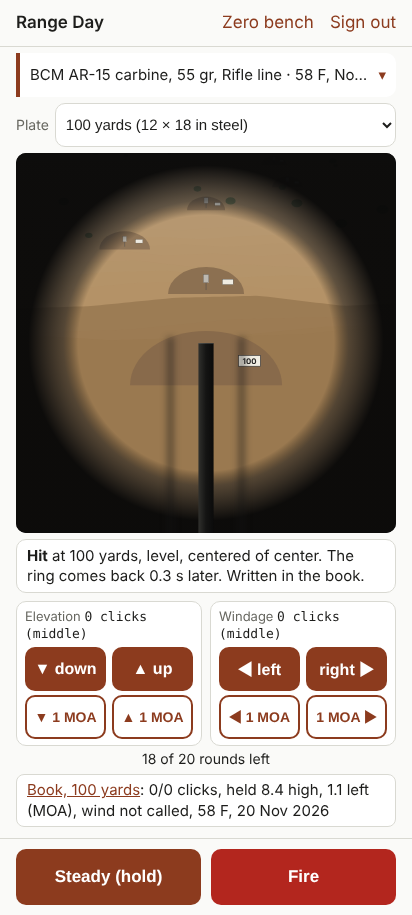 Range Day Zero bench Sign out
BCM AR-15 carbine, 55 gr, Rifle line · 58 F, No... ▾
Plate 100 yards (12 × 18 in steel)
100
Hit at 100 yards, level, centered of center. The
ring comes back 0.3 s later. Written in the book.
Elevation 0 clicks
(middle)
▼ down ▲ up
▼ 1 MOA ▲ 1 MOA
Windage 0 clicks
(middle)
◀ left right ▶
◀ 1 MOA 1 MOA ▶
18 of 20 rounds left
Book, 100 yards: 0/0 clicks, held 8.4 high, 1.1 left
(MOA), wind not called, 58 F, 20 Nov 2026
Steady (hold) Fire